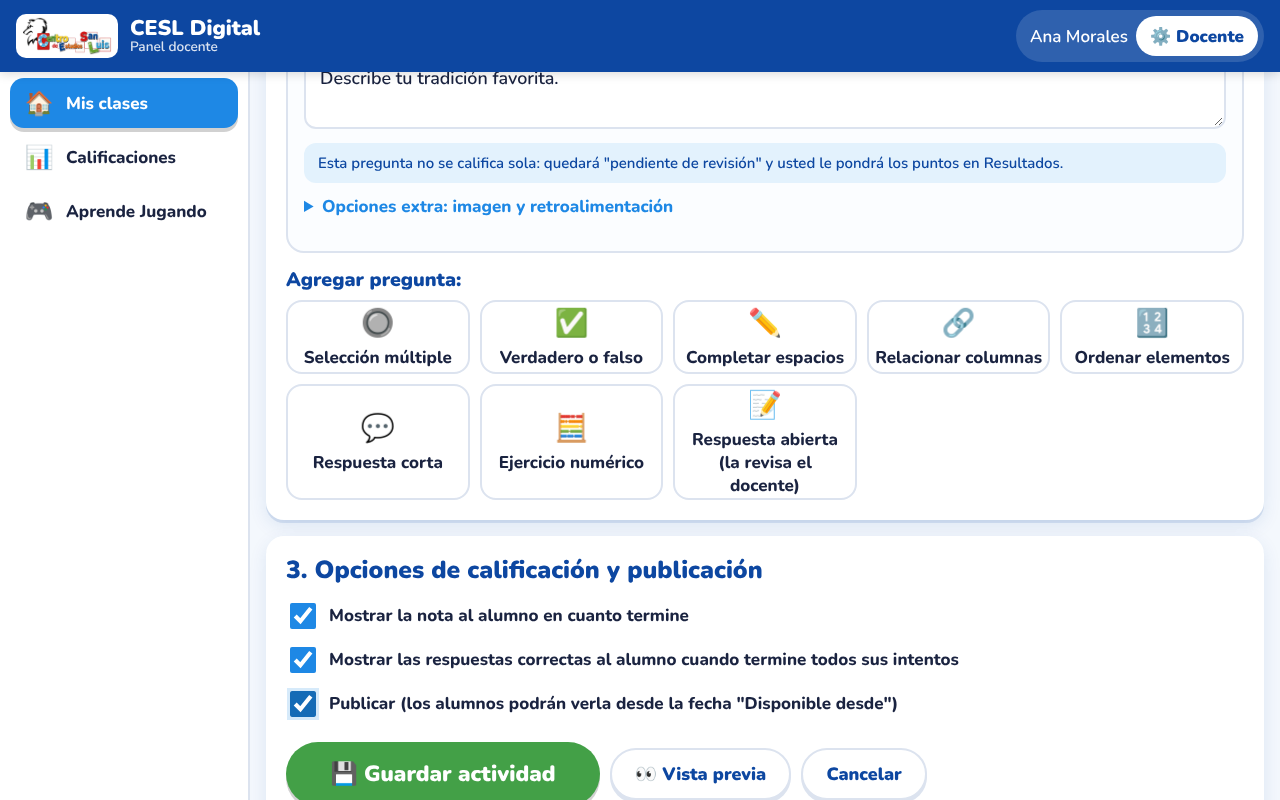 Centro de Estudios San Luis
CESL Digital
Panel docente
Ana Morales
Docente
Mis clases
Calificaciones
Aprende Jugando
Describe tu tradición favorita.
Esta pregunta no se califica sola: quedará "pendiente de revisión" y usted le pondrá los puntos en Resultados.
Opciones extra: imagen y retroalimentación
Agregar pregunta:
Selección múltiple
Verdadero o falso
Completar espacios
Relacionar columnas
Ordenar elementos
Respuesta corta
Ejercicio numérico
Respuesta abierta
(la revisa el
docente)
3. Opciones de calificación y publicación
Mostrar la nota al alumno en cuanto termine
Mostrar las respuestas correctas al alumno cuando termine todos sus intentos
Publicar (los alumnos podrán verla desde la fecha "Disponible desde")
Guardar actividad
Vista previa
Cancelar